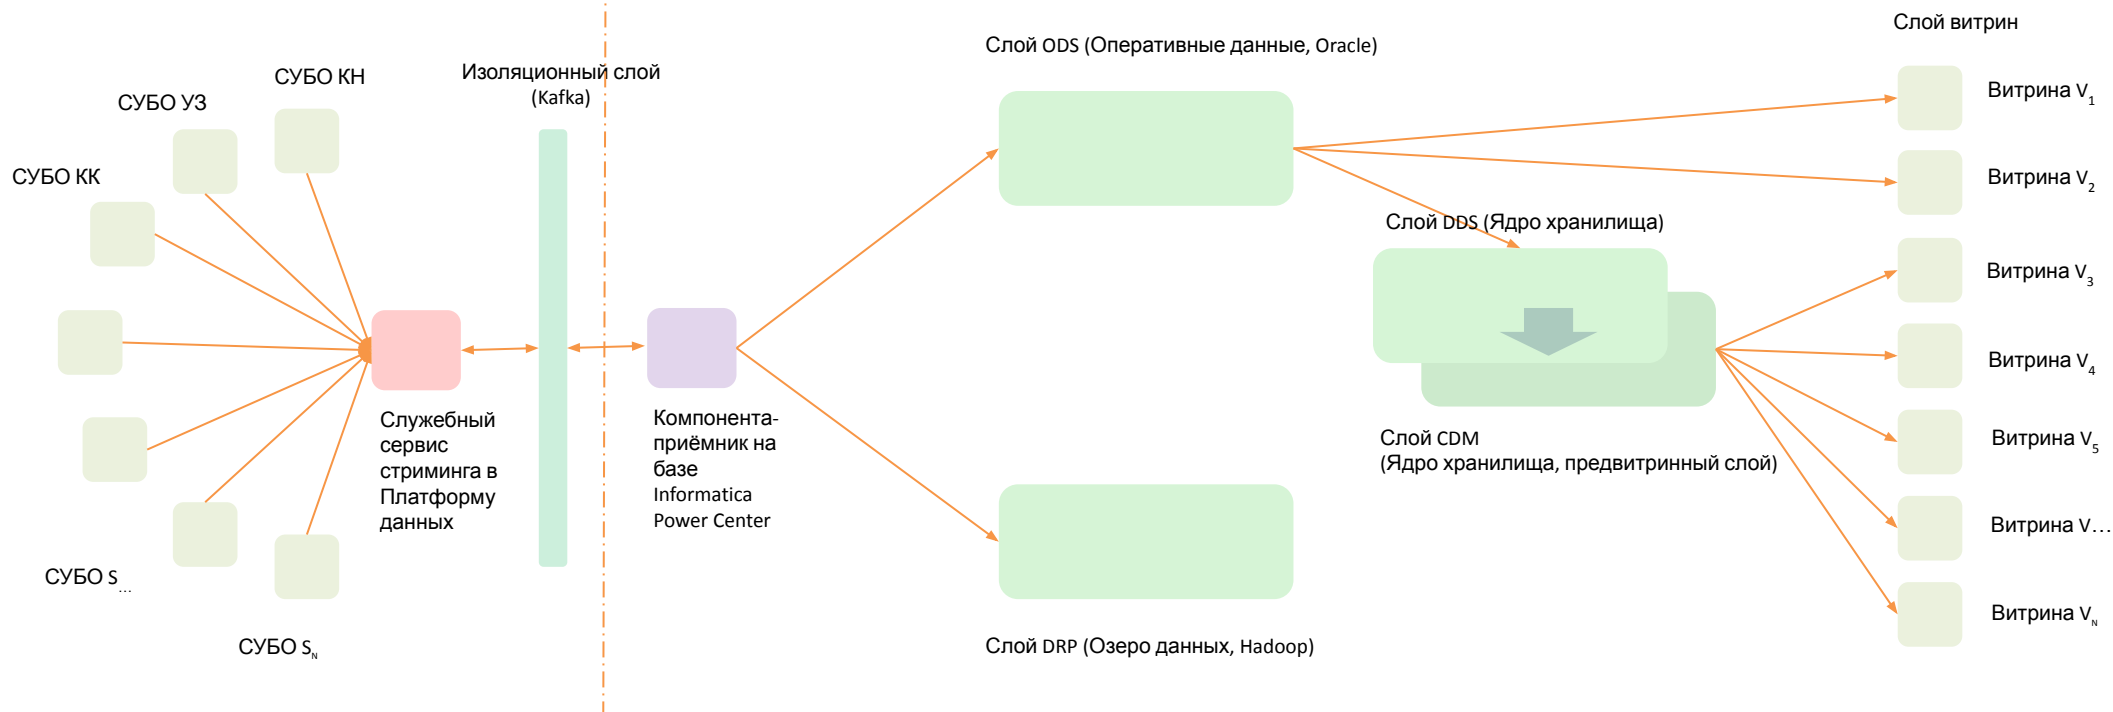 СУБО КН
СУБО УЗ
СУБО КК
СУБО S...
СУБО SN
Служебный
сервис
стриминга в
Платформу
данных
Изоляционный слой
(Kafka)
Компонента-
приёмник на
базе
Informatica
Power Center
Слой ODS (Оперативные данные, Oracle)
Слой DRP (Озеро данных, Hadoop)
Слой DDS (Ядро хранилища)
Слой CDM
(Ядро хранилища, предвитринный слой)
Слой витрин
Витрина V1
Витрина V2
Витрина V3
Витрина V4
Витрина V5
Витрина V...
Витрина VN